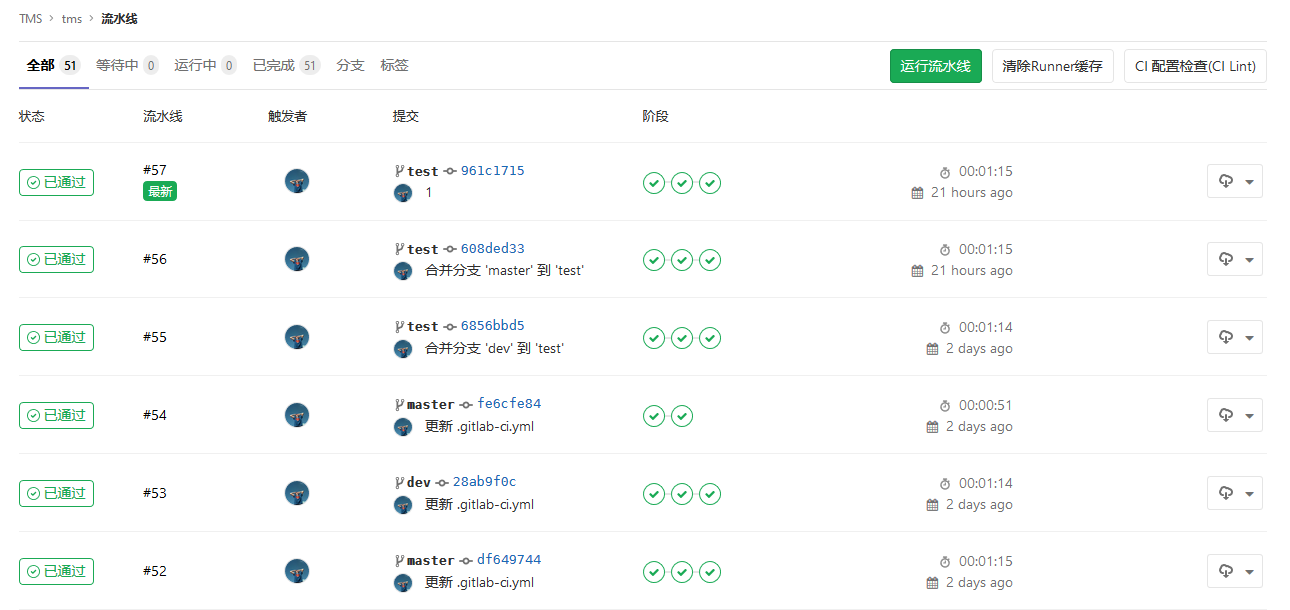 TMS › tms › 流水线
全部 51 等待中 0 运行中 0 已完成 51 分支 标签 运行流水线 清除Runner缓存 CI 配置检查(CI Lint)
状态 流水线 触发者 提交 阶段
已通过 #57 最新 test 961c1715 00:01:15
1 21 hours ago
已通过 #56 test 608ded33 00:01:15
合并分支 'master' 到 'test' 21 hours ago
已通过 #55 test 6856bbd5 00:01:14
合并分支 'dev' 到 'test' 2 days ago
已通过 #54 master fe6cfe84 00:00:51
更新 .gitlab-ci.yml 2 days ago
已通过 #53 dev 28ab9f0c 00:01:14
更新 .gitlab-ci.yml 2 days ago
已通过 #52 master df649744 00:01:15
更新 .gitlab-ci.yml 2 days ago